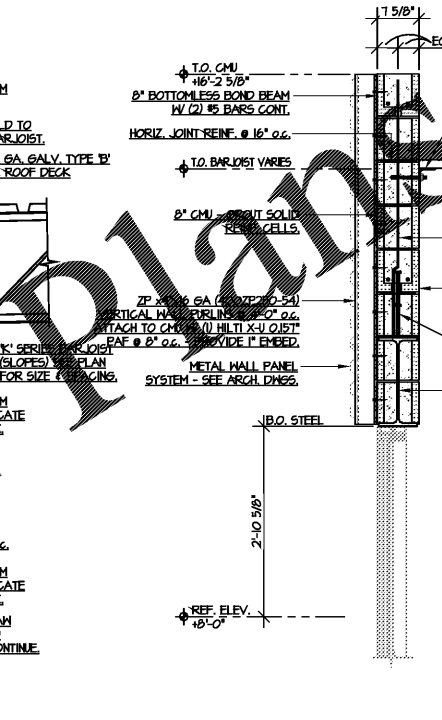 7 5/8"
EQ
T.O. CMU
+16'-2 5/8"
8" BOTTOMLESS BOND BEAM
W/ (2) #5 BARS CONT.
HORIZ. JOINT REINF. @ 16" o.c.
T.O. BARJOIST VARIES
8" CMU - GROUT SOLID
REINF. CELLS.
16 GA
VERTICAL WALL PURLINS @ 4'-0" o.c.
ATTACH TO CMU W/ (1) HILTI X-U 0.157"
PAF @ 8" o.c. - PROVIDE 1" EMBED.
METAL WALL PANEL
SYSTEM - SEE ARCH. DWGS.
B.O. STEEL
2'-10 5/8"
REF. ELEV.
+8'-0"
M
LD TO
BARJOIST.
GA. GALV. TYPE 'B'
ROOF DECK
'K' SERIES BARJOIST
(SLOPES) SEE PLAN
FOR SIZE & SPACING.
M
CATE
c.
M
CATE
AW
ONTINUE.
Plans